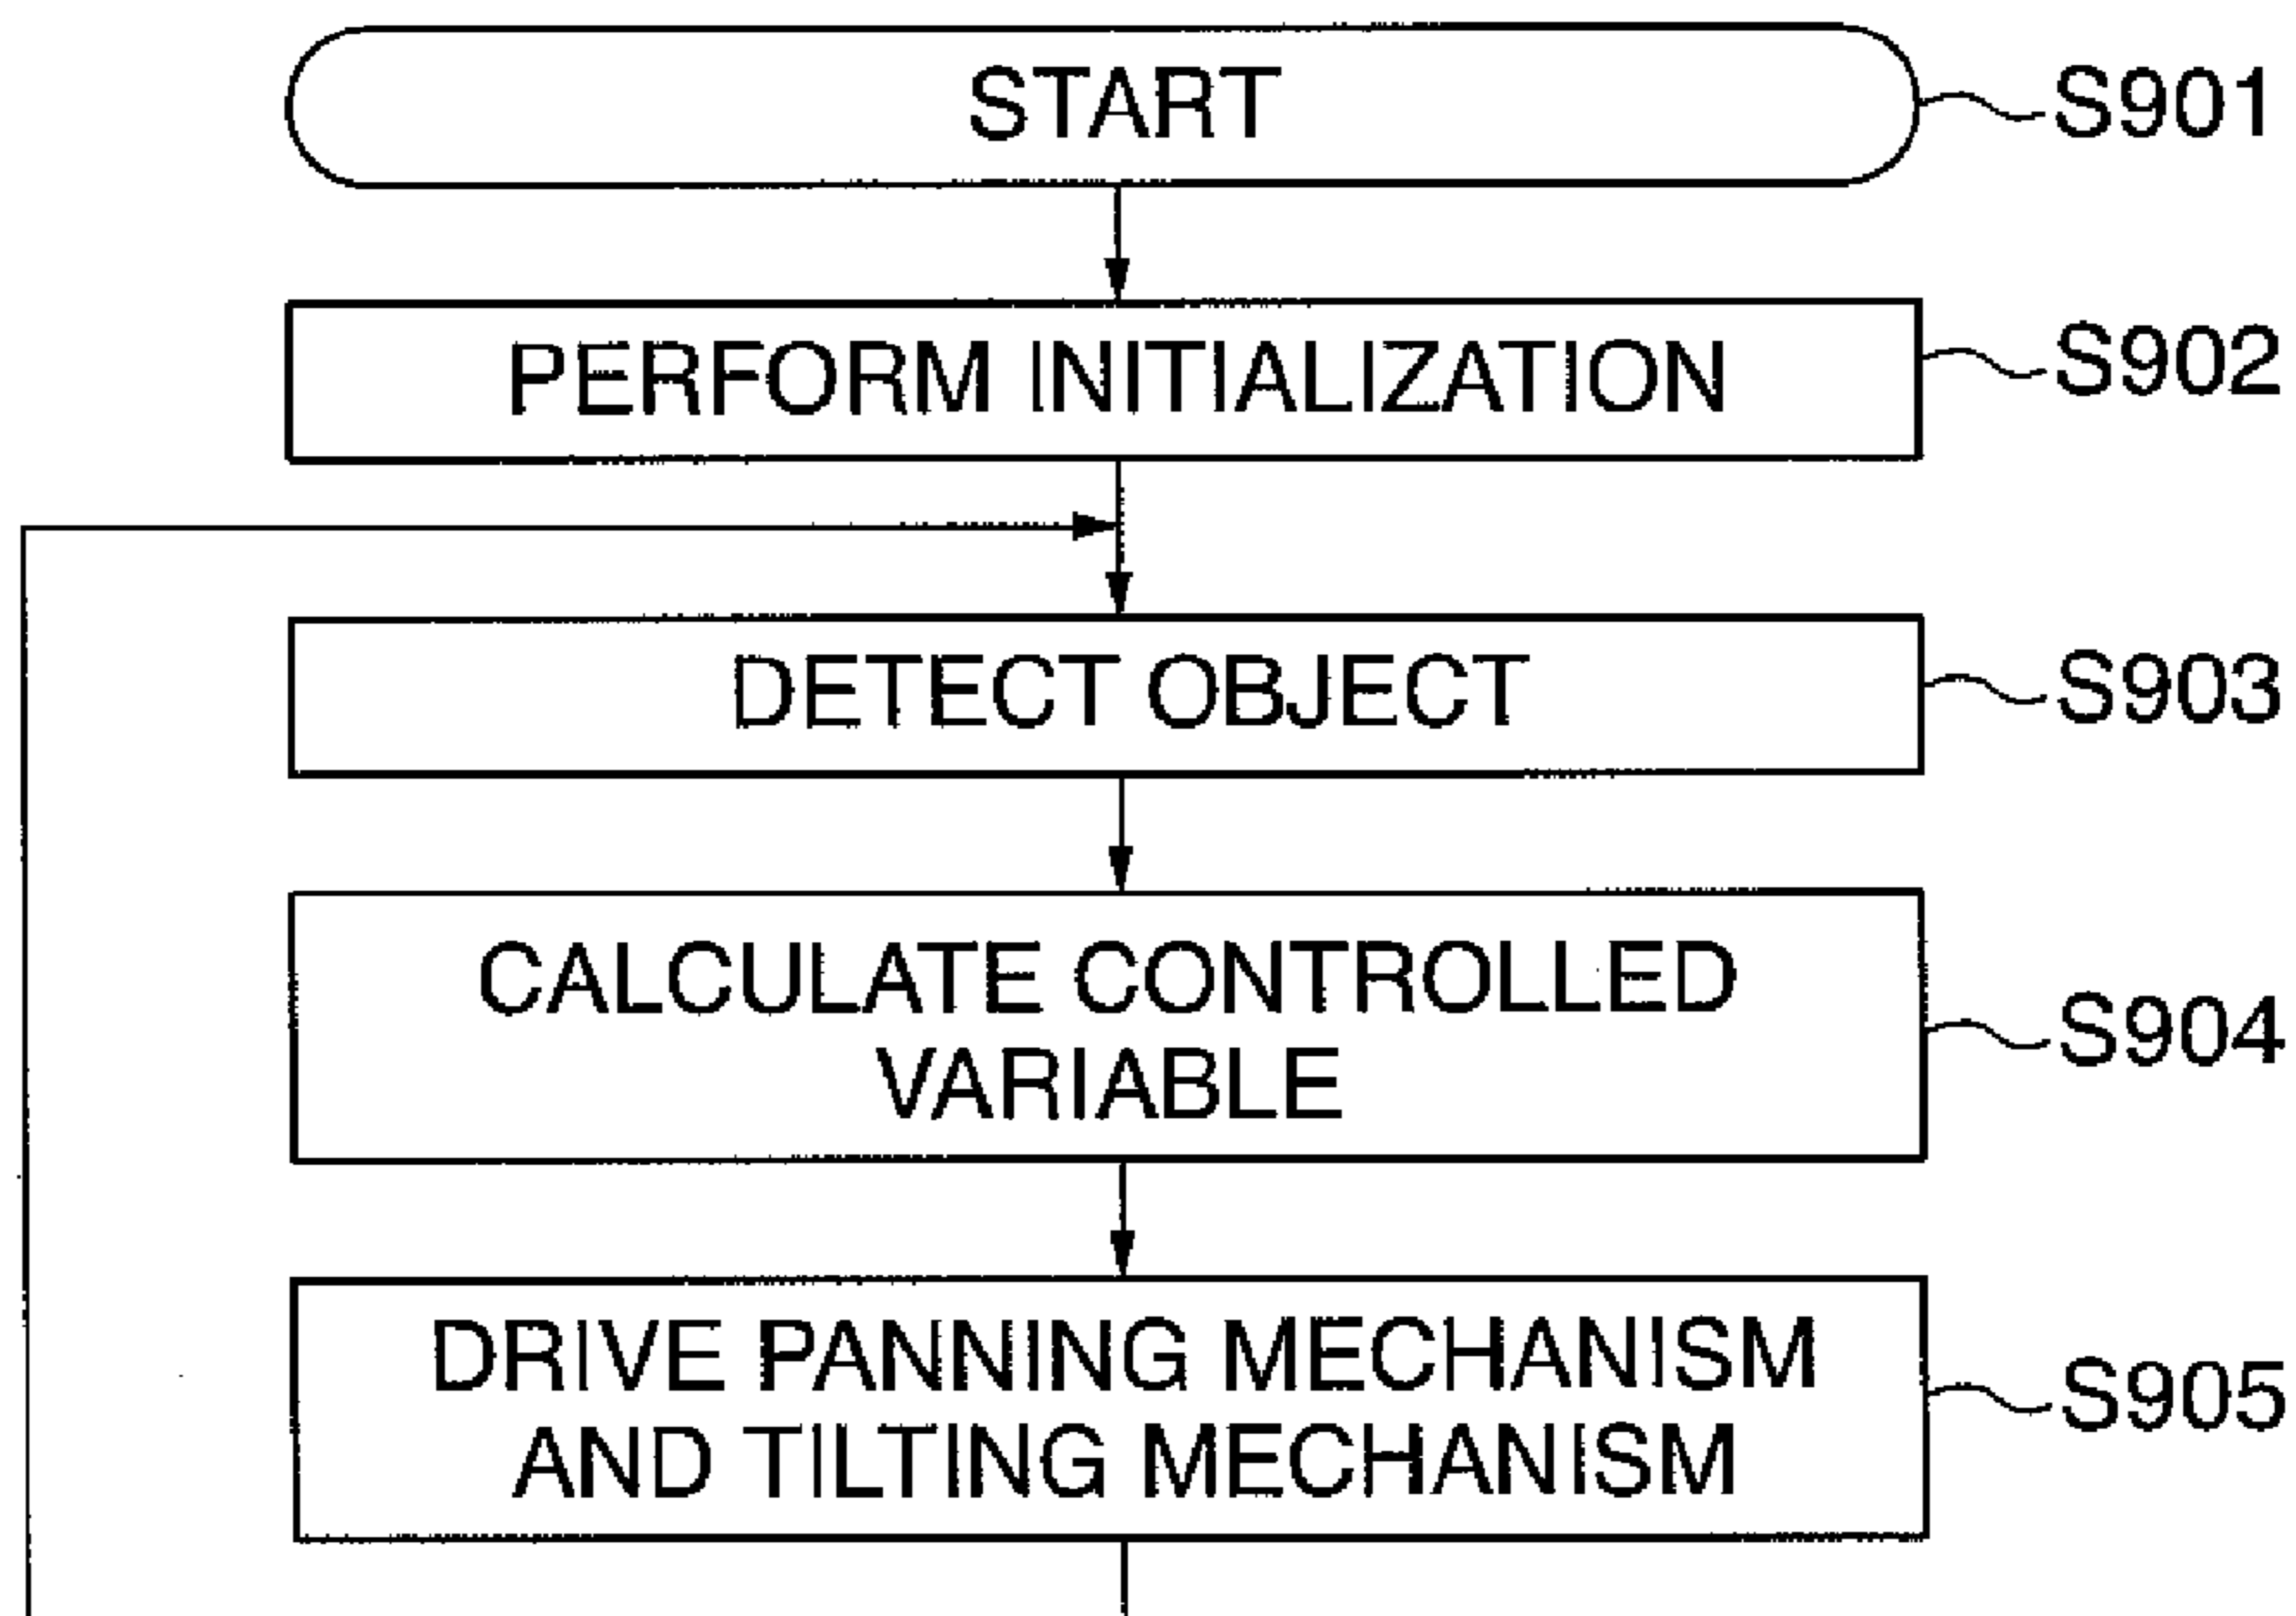 START
S901
PERFORM INITIALIZATION
S902
DETECT OBJECT
S903
CALCULATE CONTROLLED
VARIABLE
S904
DRIVE PANNING MECHANISM
AND TILTING MECHANISM
S905